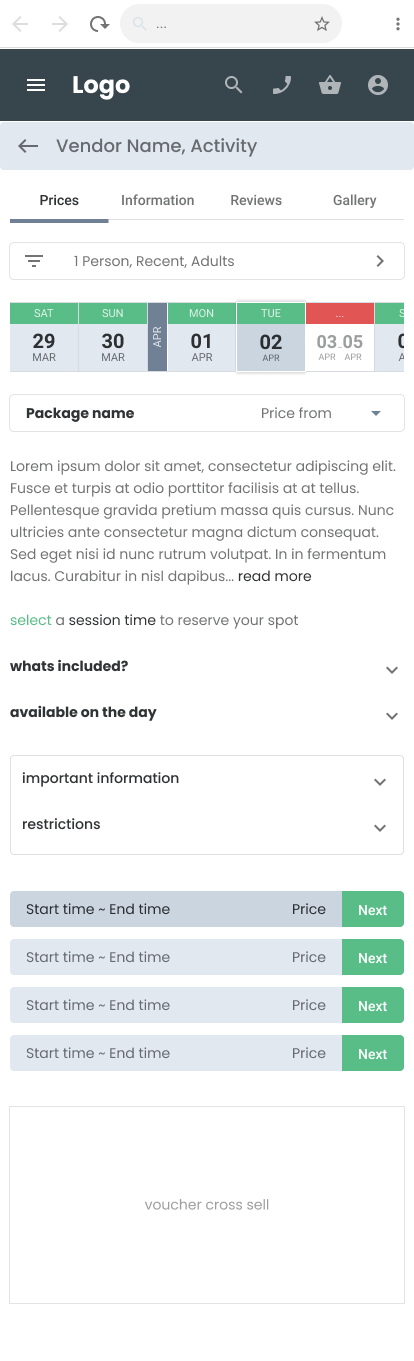 ...
Logo
Vendor Name, Activity
Prices Information Reviews Gallery
1 Person, Recent, Adults
SAT SUN MON TUE ... S
APR
29 30 01 02 03 - 05 0
MAR MAR APR APR APR APR A
Package name Price from
Lorem ipsum dolor sit amet, consectetur adipiscing elit.
Fusce et turpis at odio porttitor facilisis at at tellus.
Pellentesque gravida pretium massa quis cursus. Nunc
ultricies ante consectetur magna dictum consequat.
Sed eget nisi id nunc rutrum volutpat. In in fermentum
lacus. Curabitur in nisl dapibus... read more
select a session time to reserve your spot
whats included?
available on the day
important information
restrictions
Start time ~ End time Price Next
Start time ~ End time Price Next
Start time ~ End time Price Next
Start time ~ End time Price Next
voucher cross sell